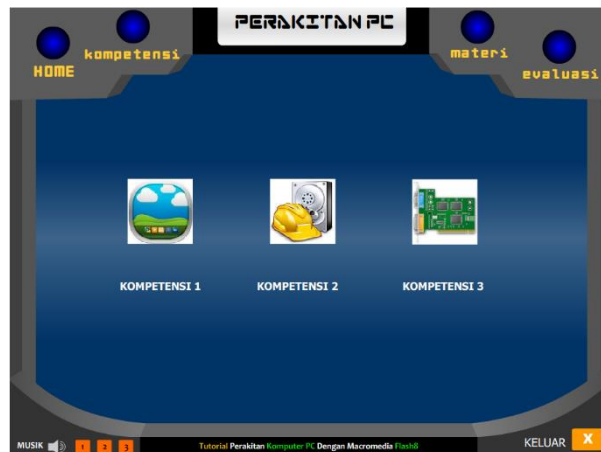 PERAKITAN PC
HOME
kompetensi
materi
evaluasi
KOMPETENSI 1
KOMPETENSI 2
KOMPETENSI 3
MUSIK 1 2 3
Tutorial Perakitan Komputer PC Dengan Macromedia Flash8
KELUAR X